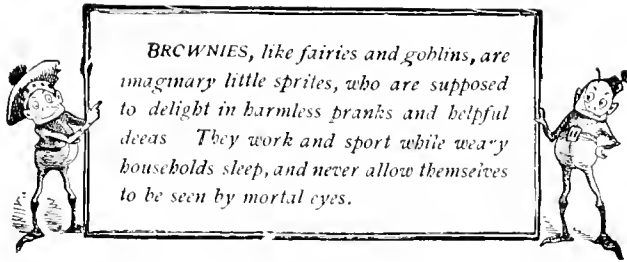 BROWNIES, like fairies and goblins, are
imaginary little sprites, who are supposed
to delight in harmless pranks and helpful
deeds They work and sport while weary
households sleep, and never allow themselves
to be seen by mortal eyes.